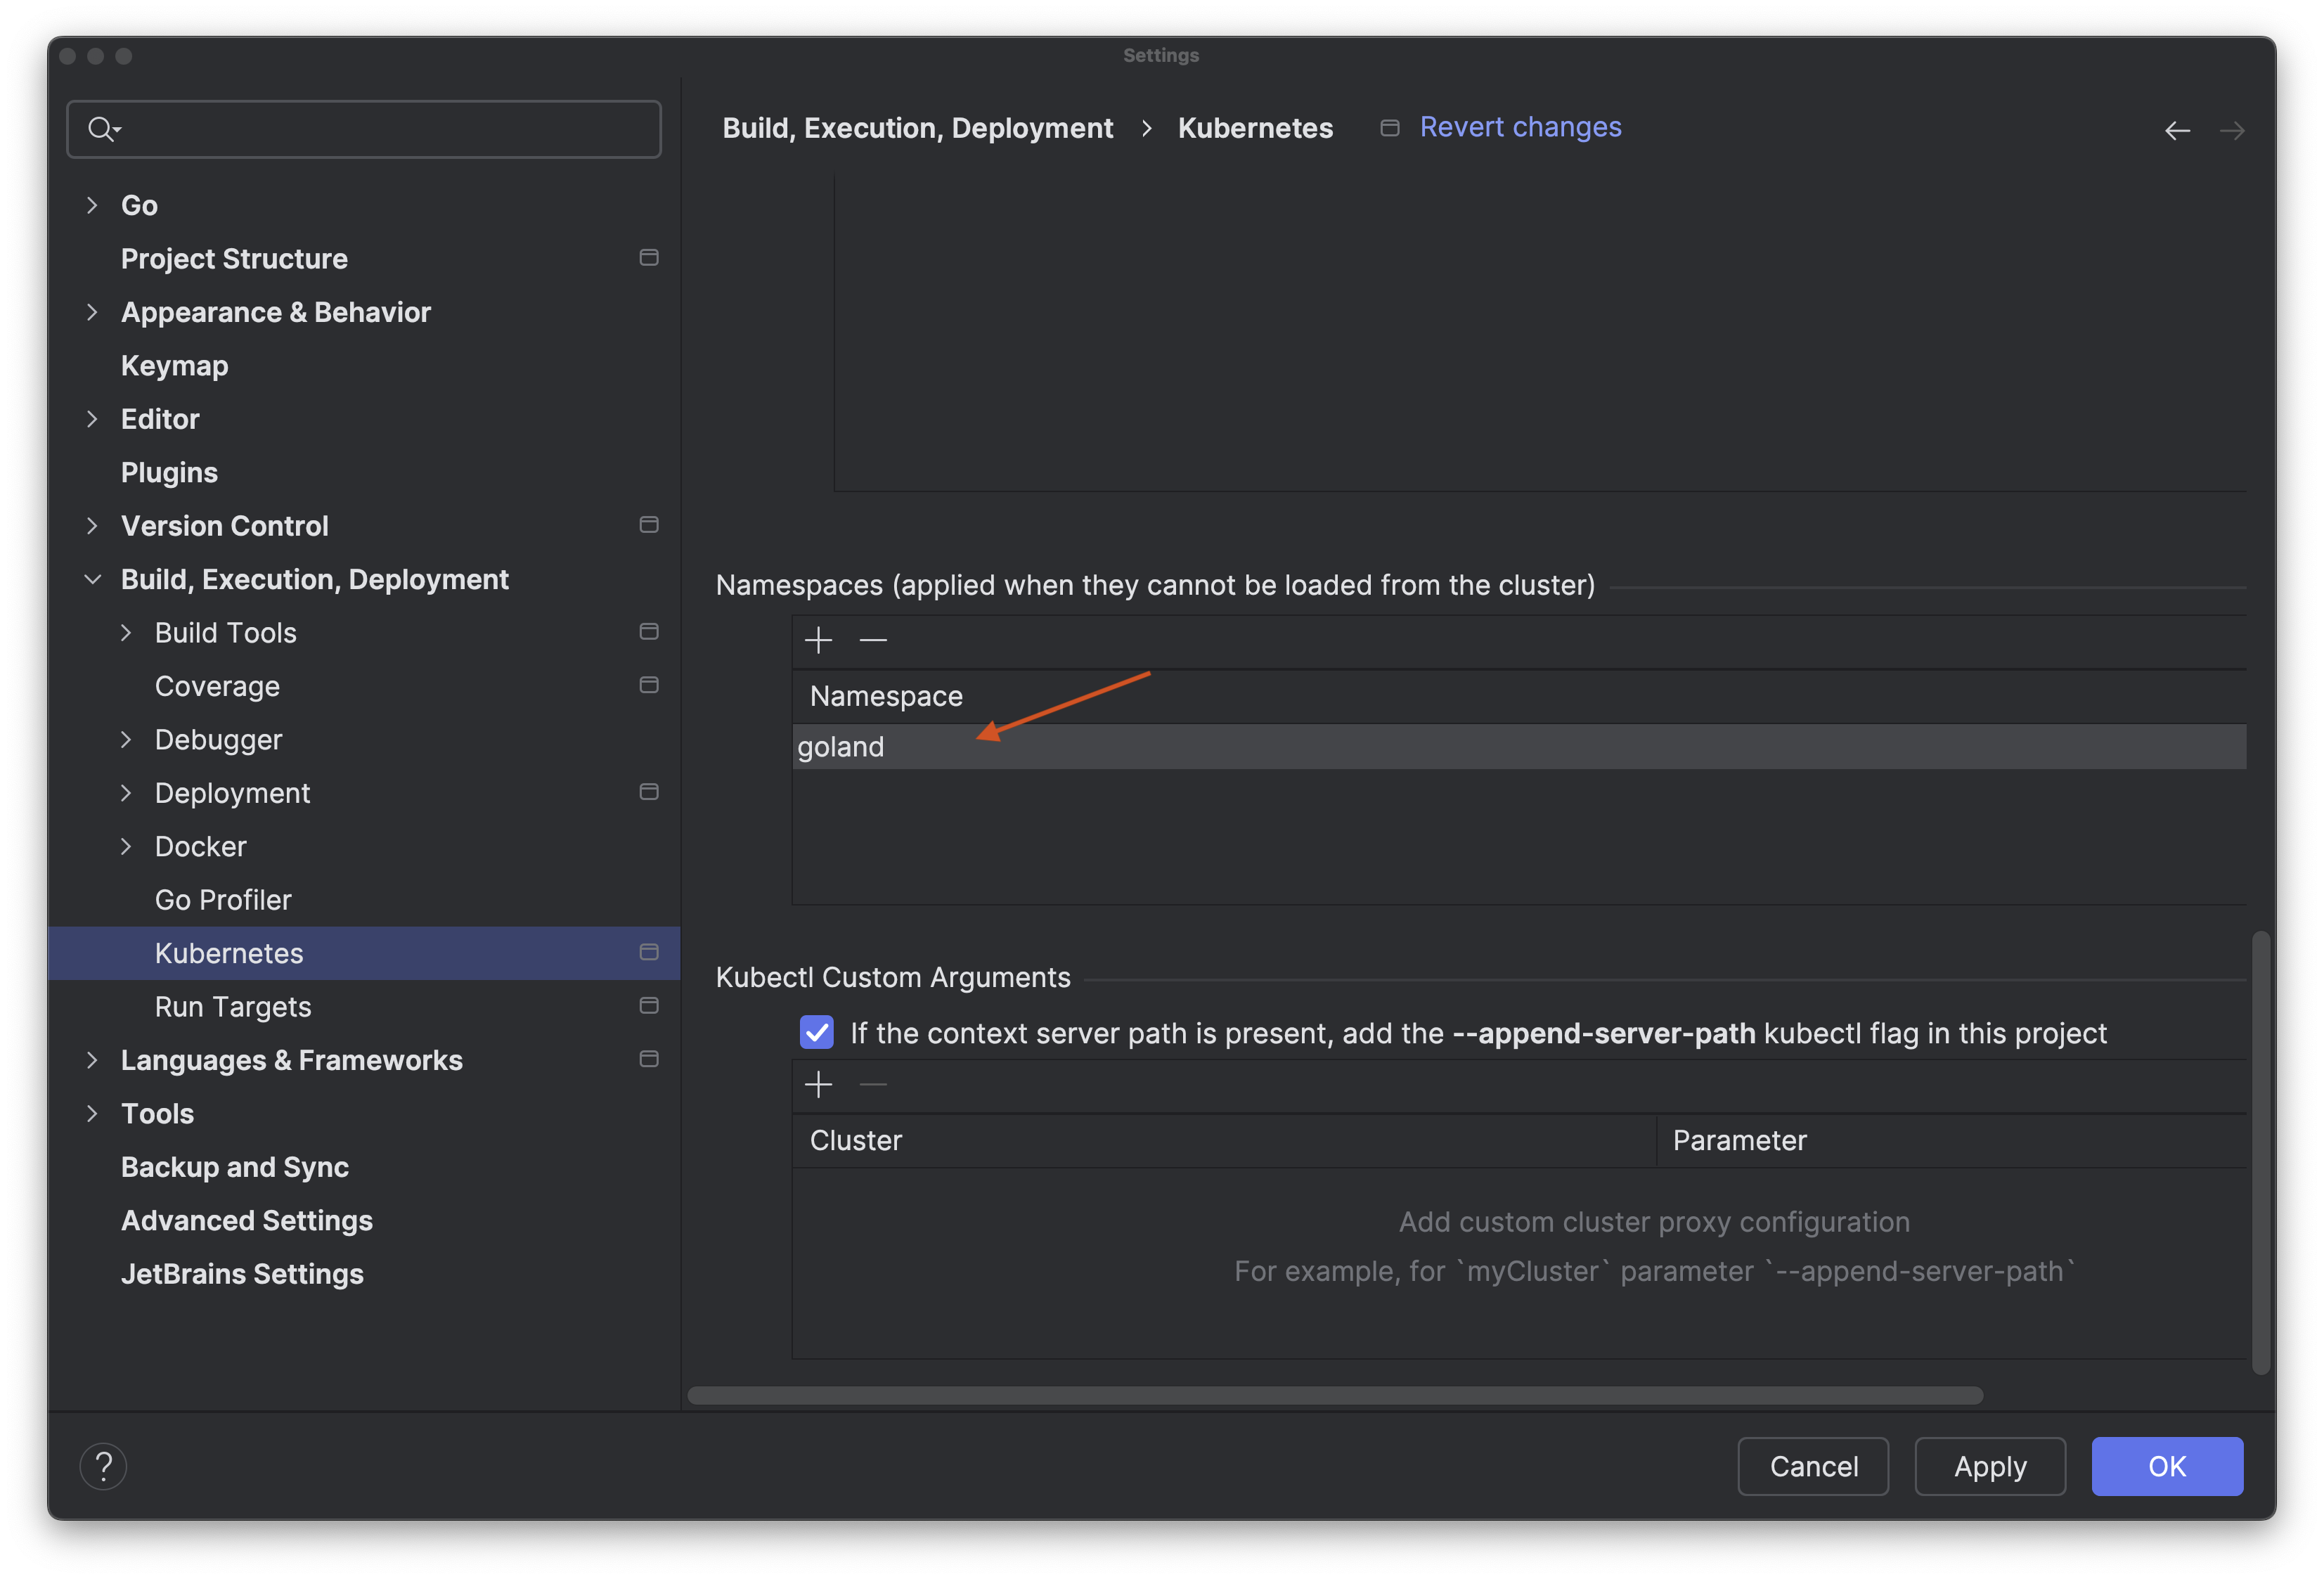 Settings
Build, Execution, Deployment › Kubernetes Revert changes
Go
Project Structure
Appearance & Behavior
Keymap
Editor
Plugins
Version Control
Build, Execution, Deployment
Build Tools
Coverage
Debugger
Deployment
Docker
Go Profiler
Kubernetes
Run Targets
Languages & Frameworks
Tools
Backup and Sync
Advanced Settings
JetBrains Settings
Namespaces (applied when they cannot be loaded from the cluster)
Namespace
goland
Kubectl Custom Arguments
If the context server path is present, add the --append-server-path kubectl flag in this project
Cluster Parameter
Add custom cluster proxy configuration
For example, for `myCluster` parameter `--append-server-path`
? Cancel Apply OK